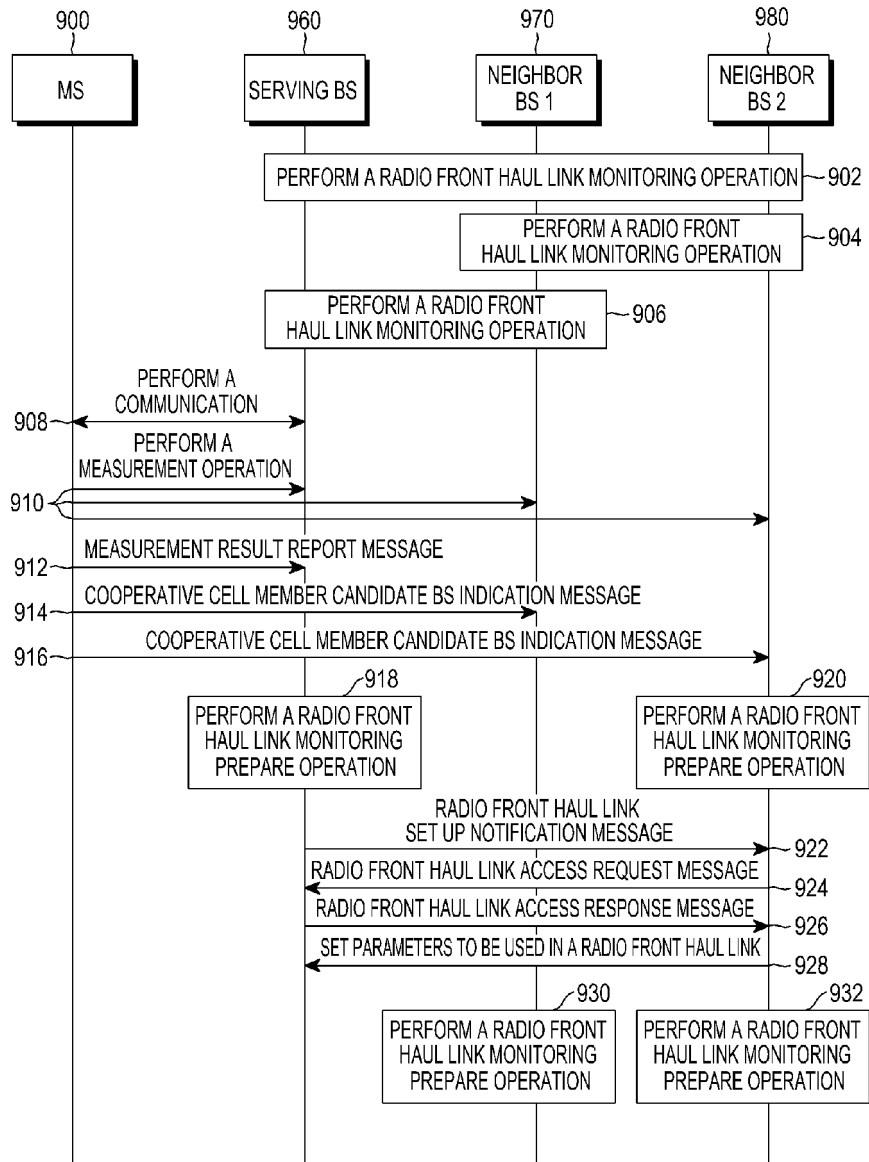 900
960
970
980
MS
SERVING BS
NEIGHBOR
BS 1
NEIGHBOR
BS 2
PERFORM A RADIO FRONT HAUL LINK MONITORING OPERATION
902
PERFORM A RADIO FRONT
HAUL LINK MONITORING OPERATION
904
PERFORM A RADIO FRONT
HAUL LINK MONITORING OPERATION
906
PERFORM A
COMMUNICATION
908
PERFORM A
MEASUREMENT OPERATION
910
MEASUREMENT RESULT REPORT MESSAGE
912
COOPERATIVE CELL MEMBER CANDIDATE BS INDICATION MESSAGE
914
COOPERATIVE CELL MEMBER CANDIDATE BS INDICATION MESSAGE
916
918
PERFORM A RADIO FRONT
HAUL LINK MONITORING
PREPARE OPERATION
920
PERFORM A RADIO FRONT
HAUL LINK MONITORING
PREPARE OPERATION
RADIO FRONT HAUL LINK
SET UP NOTIFICATION MESSAGE
922
RADIO FRONT HAUL LINK ACCESS REQUEST MESSAGE
924
RADIO FRONT HAUL LINK ACCESS RESPONSE MESSAGE
926
SET PARAMETERS TO BE USED IN A RADIO FRONT HAUL LINK
928
930
PERFORM A RADIO FRONT
HAUL LINK MONITORING
PREPARE OPERATION
932
PERFORM A RADIO FRONT
HAUL LINK MONITORING
PREPARE OPERATION